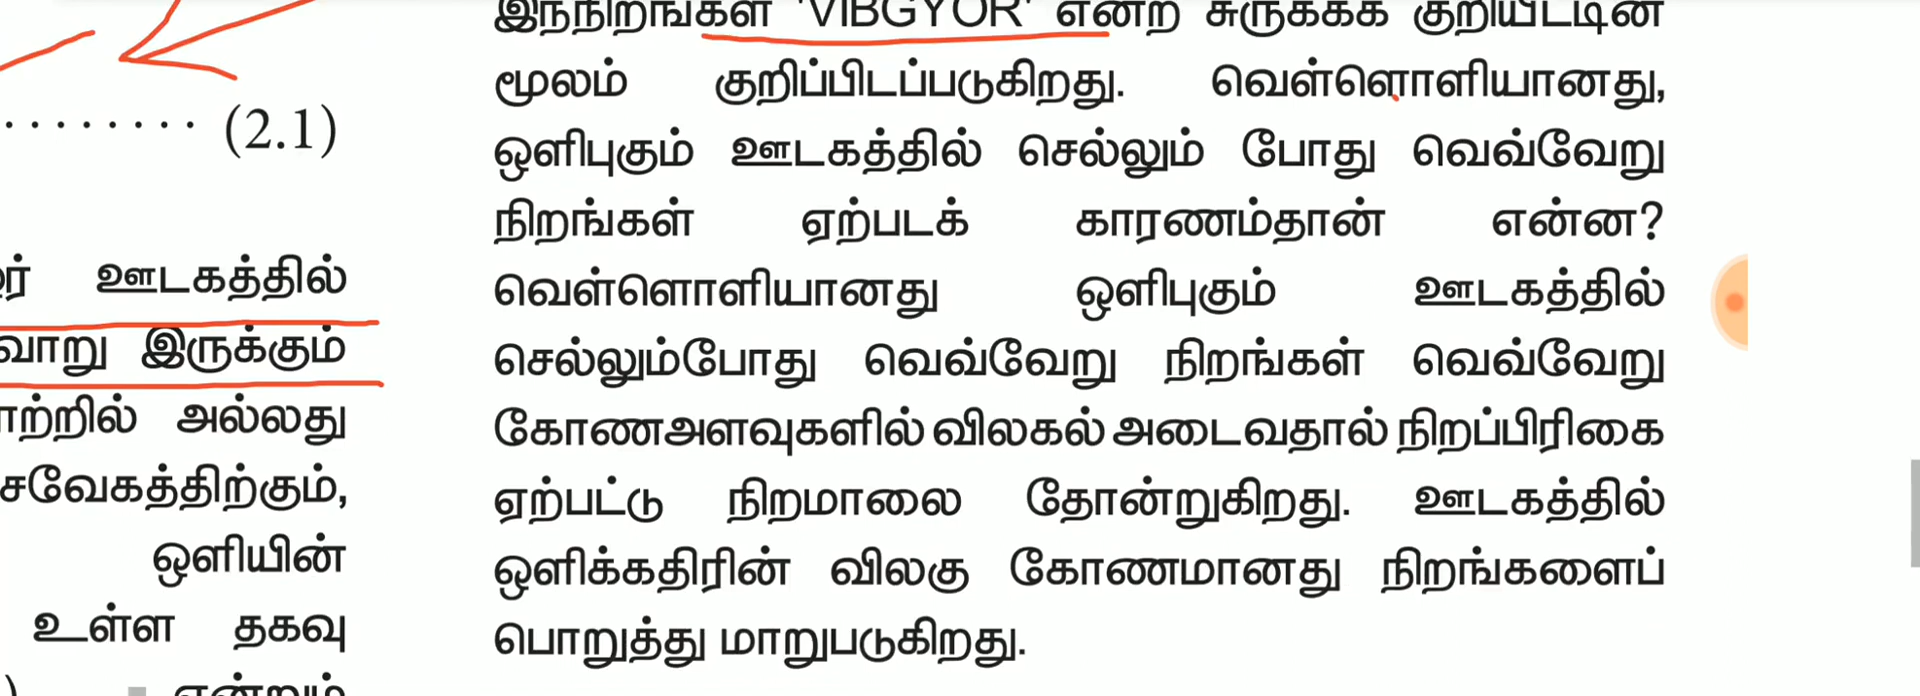 ......... (2.1)
ஊடகத்தில்
வாறு இருக்கும்
அல்லது
ஒளியின்
உள்ள தகவு
இந்நிறங்கள் 'VIBGYOR' என்ற சுருக்கக் குறியீட்டின்
மூலம் குறிப்பிடப்படுகிறது. வெள்ளொளியானது,
ஒளிபுகும் ஊடகத்தில் செல்லும் போது வெவ்வேறு
நிறங்கள் ஏற்படக் காரணம்தான் என்ன?
வெள்ளொளியானது ஒளிபுகும் ஊடகத்தில்
செல்லும்போது வெவ்வேறு நிறங்கள் வெவ்வேறு
கோணஅளவுகளில் விலகல் அடைவதால் நிறப்பிரிகை
ஏற்பட்டு நிறமாலை தோன்றுகிறது. ஊடகத்தில்
ஒளிக்கதிரின் விலகு கோணமானது நிறங்களைப்
பொறுத்து மாறுபடுகிறது.